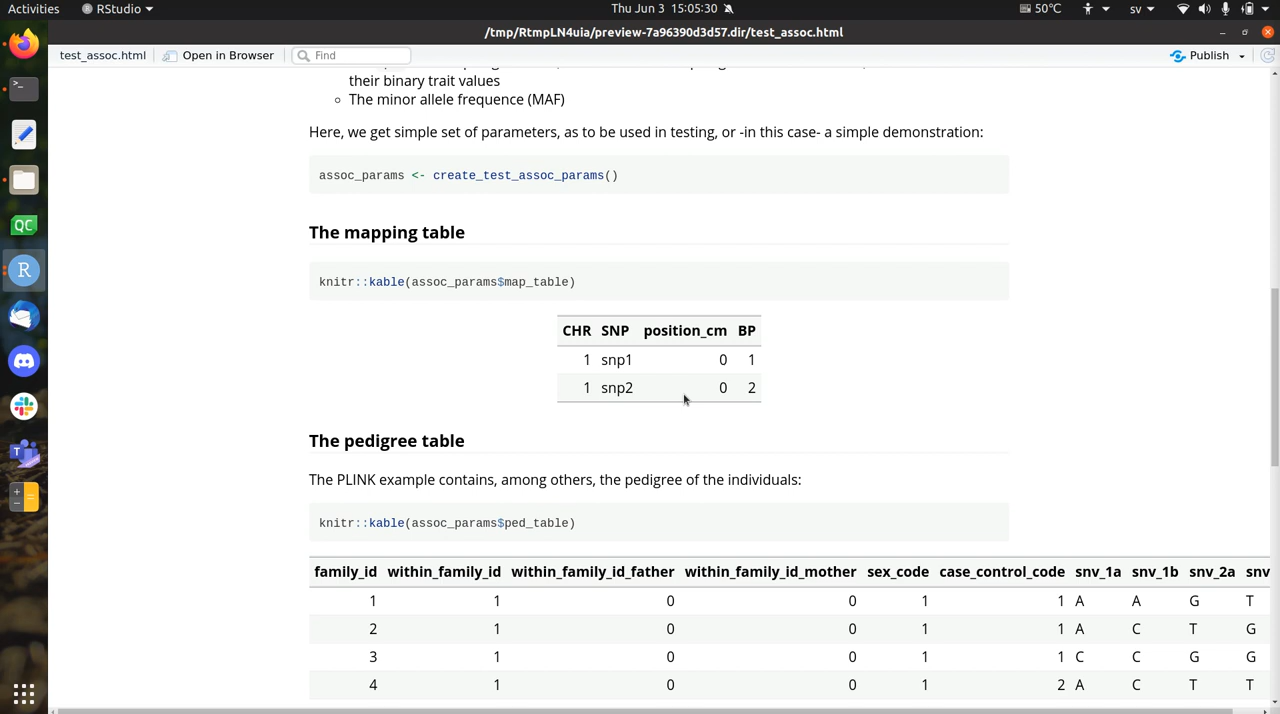 Activities RStudio Thu Jun 3 15:05:30 50°C sv
/tmp/RtmpLN4uia/preview-7a96390d3d57.dir/test_assoc.html
test_assoc.html Open in Browser Find Publish
their binary trait values
The minor allele frequence (MAF)
Here, we get simple set of parameters, as to be used in testing, or -in this case- a simple demonstration:
assoc_params <- create_test_assoc_params()
The mapping table
knitr::kable(assoc_params$map_table)
CHR SNP position_cm BP
1 snp1 0 1
1 snp2 0 2
The pedigree table
The PLINK example contains, among others, the pedigree of the individuals:
knitr::kable(assoc_params$ped_table)
family_id within_family_id within_family_id_father within_family_id_mother sex_code case_control_code snv_1a snv_1b snv_2a snv
1 1 0 0 1 1 A A G T
2 1 0 0 1 1 A C T G
3 1 0 0 1 1 C C G G
4 1 0 0 1 2 A C T T
QC
R